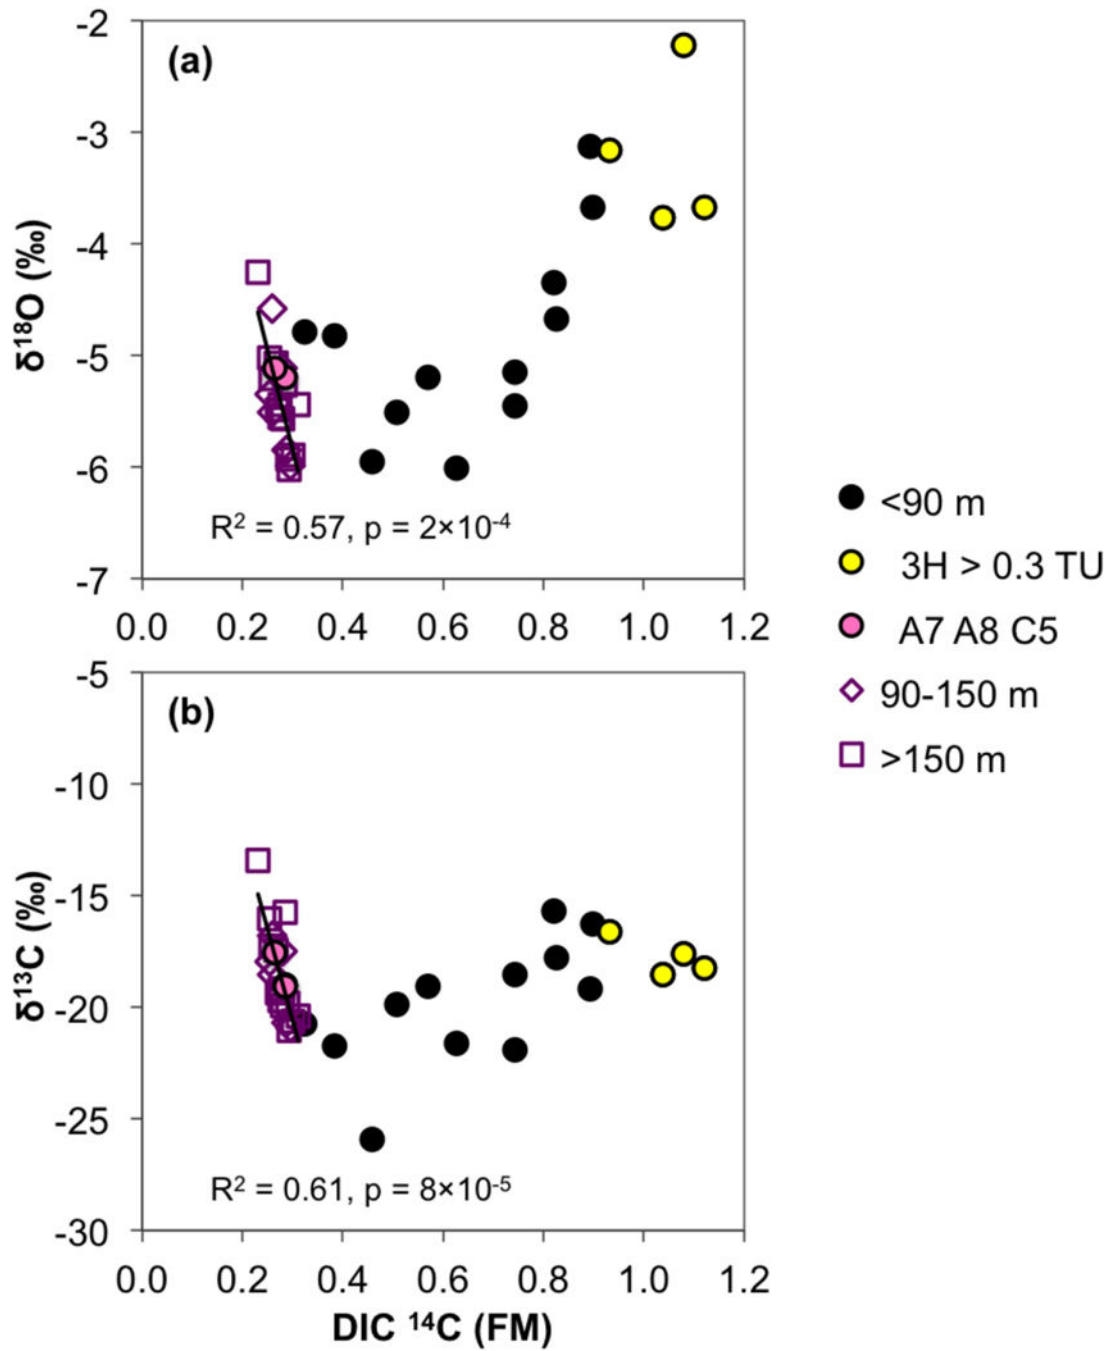 (a)
δ¹⁸O (‰)
-2
-3
-4
-5
-6
-7
R² = 0.57, p = 2×10⁻⁴
0.0 0.2 0.4 0.6 0.8 1.0 1.2
<90 m
3H > 0.3 TU
A7 A8 C5
90-150 m
>150 m
(b)
δ¹³C (‰)
-5
-10
-15
-20
-25
-30
R² = 0.61, p = 8×10⁻⁵
0.0 0.2 0.4 0.6 0.8 1.0 1.2
DIC ¹⁴C (FM)